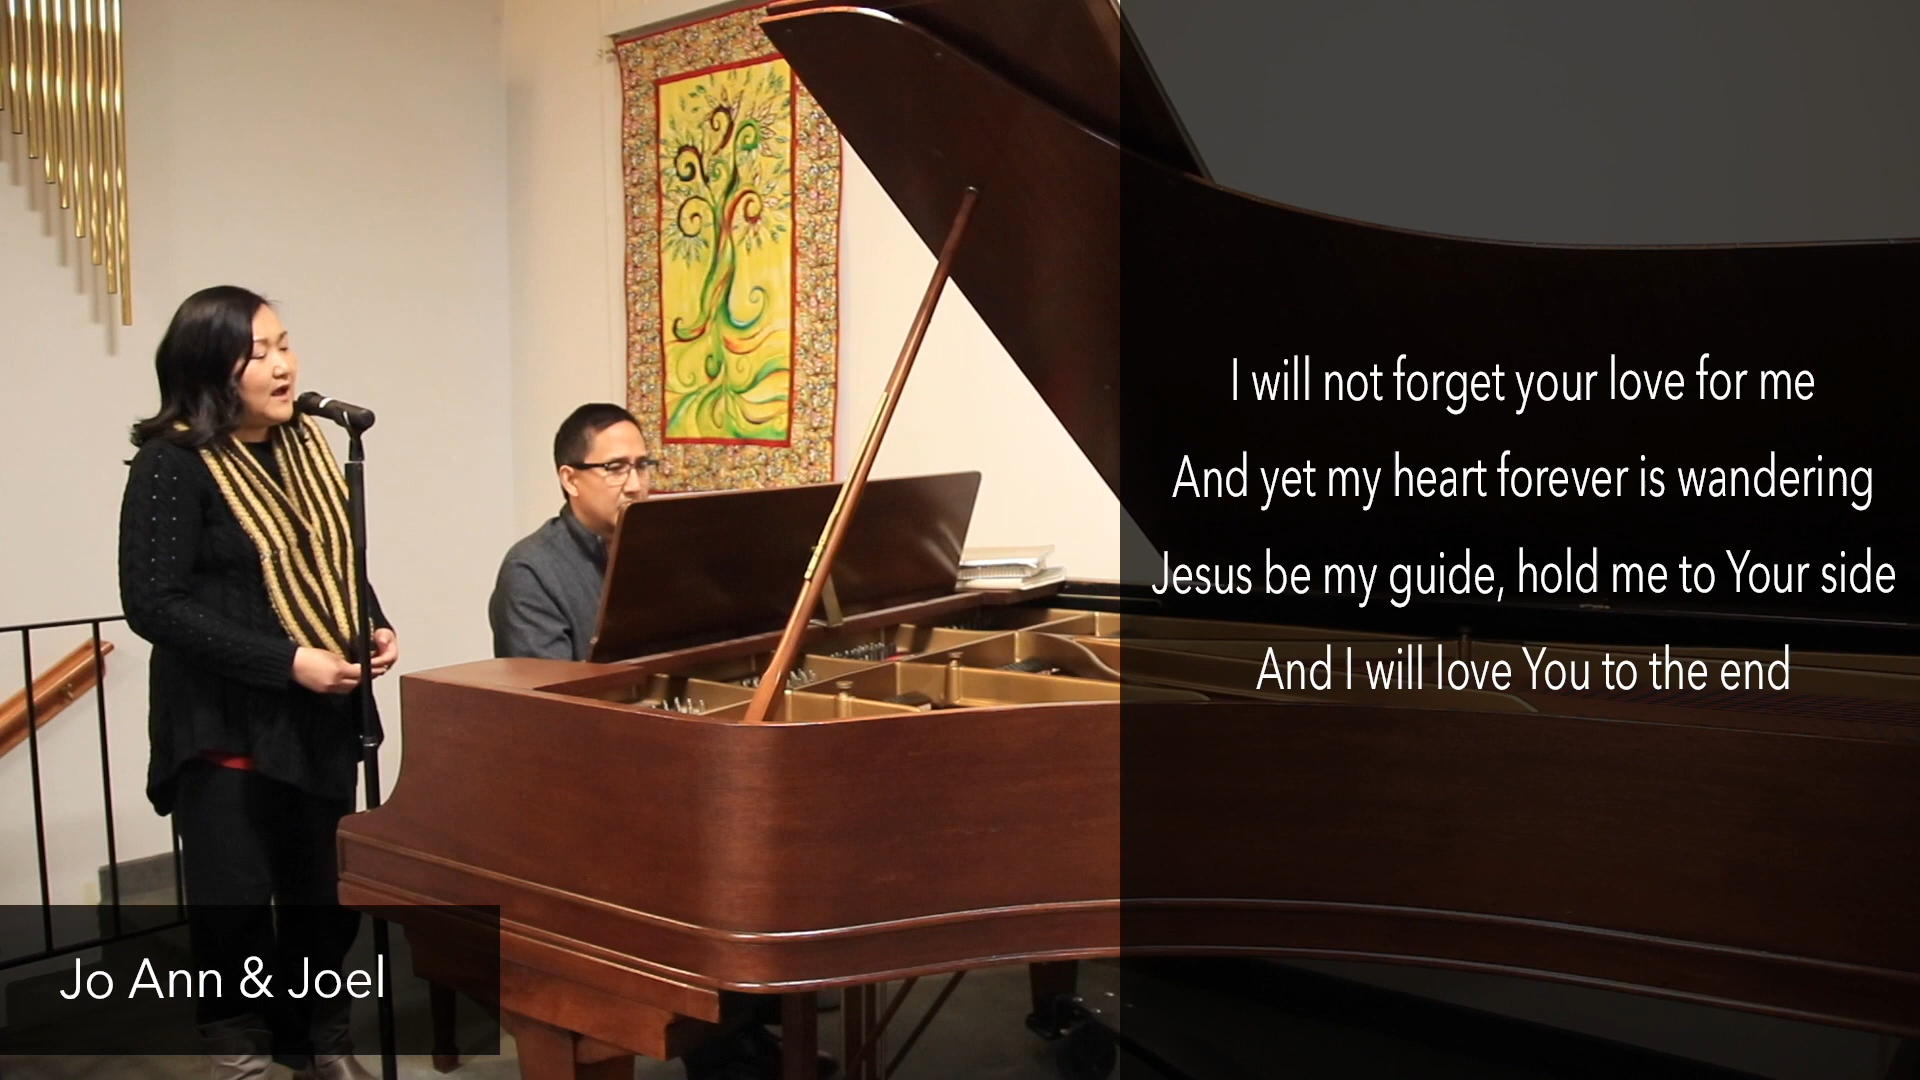 I will not forget your love for me
And yet my heart forever is wandering
Jesus be my guide, hold me to Your side
And I will love You to the end
Jo Ann & Joel